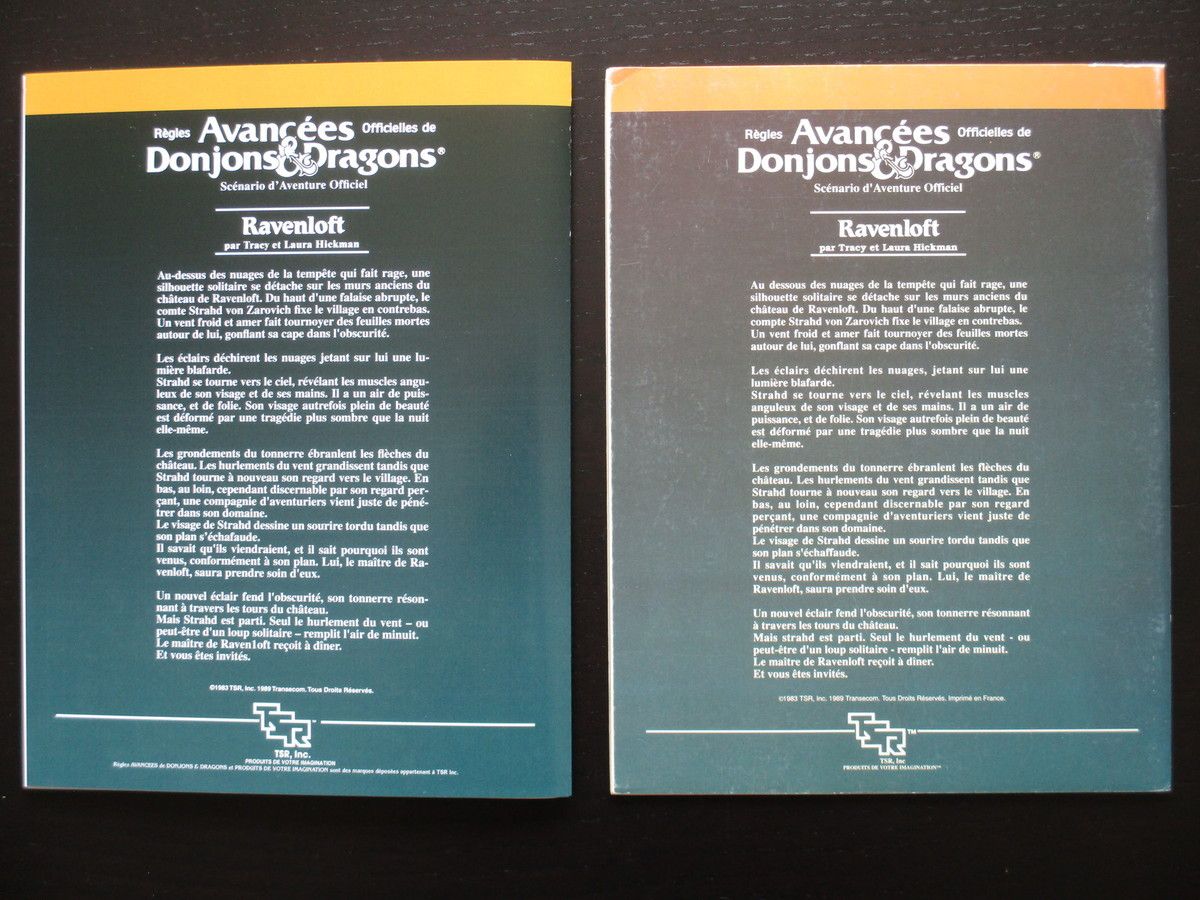 Règles Avancées Officielles de
Donjons & Dragons®
Scénario d'Aventure Officiel
Ravenloft
par Tracy et Laura Hickman
Au-dessus des nuages de la tempête qui fait rage, une
silhouette solitaire se détache sur les murs anciens du
château de Ravenloft. Du haut d'une falaise abrupte, le
comte Strahd von Zarovich fixe le village en contrebas.
Un vent froid et amer fait tournoyer des feuilles mortes
autour de lui, gonflant sa cape dans l'obscurité.
Les éclairs déchirent les nuages jetant sur lui une lu-
mière blafarde.
Strahd se tourne vers le ciel, révélant les muscles angu-
leux de son visage et de ses mains. Il a un air de puis-
sance, et de folie. Son visage autrefois plein de beauté
est déformé par une tragédie plus sombre que la nuit
elle-même.
Les grondements du tonnerre ébranlent les flèches du
château. Les hurlements du vent grandissent tandis que
Strahd tourne à nouveau son regard vers le village. En
bas, au loin, cependant discernable par son regard per-
çant, une compagnie d'aventuriers vient juste de péné-
trer dans son domaine.
Le visage de Strahd dessine un sourire tordu tandis que
son plan s'échafaude.
Il savait qu'ils viendraient, et il sait pourquoi ils sont
venus, conformément à son plan. Lui, le maître de Ra-
venloft, saura prendre soin d'eux.
Un nouvel éclair fend l'obscurité, son tonnerre réson-
nant à travers les tours du château.
Mais Strahd est parti. Seul le hurlement du vent – ou
peut-être d'un loup solitaire – remplit l'air de minuit.
Le maître de Raven1oft reçoit à dîner.
Et vous êtes invités.
©1983 TSR, Inc. 1989 Transecom. Tous Droits Réservés.
TSR™
TSR, Inc.
PRODUITS DE VOTRE IMAGINATION
Règles AVANCEES de DONJONS & DRAGONS et PRODUITS DE VOTRE IMAGINATION sont des marques déposées appartenant à TSR Inc.
Règles Avancées Officielles de
Donjons & Dragons®
Scénario d'Aventure Officiel
Ravenloft
par Tracy et Laura Hickman
Au dessous des nuages de la tempête qui fait rage, une
silhouette solitaire se détache sur les murs anciens du
château de Ravenloft. Du haut d'une falaise abrupte, le
compte Strahd von Zarovich fixe le village en contrebas.
Un vent froid et amer fait tournoyer des feuilles mortes
autour de lui, gonflant sa cape dans l'obscurité.
Les éclairs déchirent les nuages, jetant sur lui une
lumière blafarde.
Strahd se tourne vers le ciel, révelant les muscles
anguleux de son visage et de ses mains. Il a un air de
puissance, et de folie. Son visage autrefois plein de beauté
est déformé par une tragédie plus sombre que la nuit
elle-même.
Les grondements du tonnerre ébranlent les flèches du
château. Les hurlements du vent grandissent tandis que
Strahd tourne à nouveau son regard vers le village. En
bas, au loin, cependant discernable par son regard
perçant, une compagnie d'aventuriers vient juste de
pénétrer dans son domaine.
Le visage de Strahd dessine un sourire tordu tandis que
son plan s'échaffaude.
Il savait qu'ils viendraient, et il sait pourquoi ils sont
venus, conformément à son plan. Lui, le maître de
Ravenloft, saura prendre soin d'eux.
Un nouvel éclair fend l'obscurité, son tonnerre résonnant
à travers les tours du château.
Mais strahd est parti. Seul le hurlement du vent - ou
peut-être d'un loup solitaire - remplit l'air de minuit.
Le maître de Ravenloft reçoit à dîner.
Et vous êtes invités.
©1983 TSR, Inc. 1989 Transecom. Tous Droits Réservés. Imprimé en France.
TSR™
TSR, Inc
PRODUITS DE VOTRE IMAGINATION™